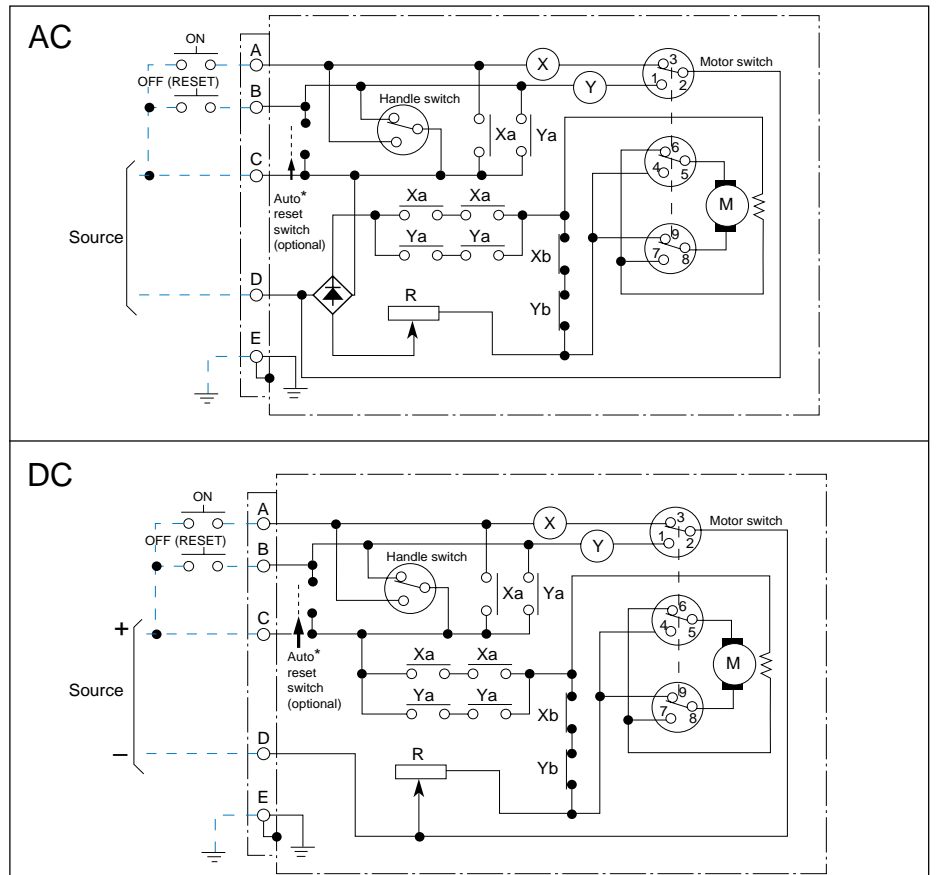 AC
ON
OFF (RESET)
A
B
C
D
E
Source
Auto*
reset
switch
(optional)
Handle switch
X
Y
3
1
2
Motor switch
Xa
Ya
Xa
Xa
Ya
Ya
Xb
Yb
R
6
4
5
M
9
7
8
DC
ON
OFF (RESET)
A
B
C
D
E
+
Source
–
Auto*
reset
switch
(optional)
Handle switch
X
Y
3
1
2
Motor switch
Xa
Ya
Xa
Xa
Ya
Ya
Xb
Yb
R
6
4
5
M
9
7
8